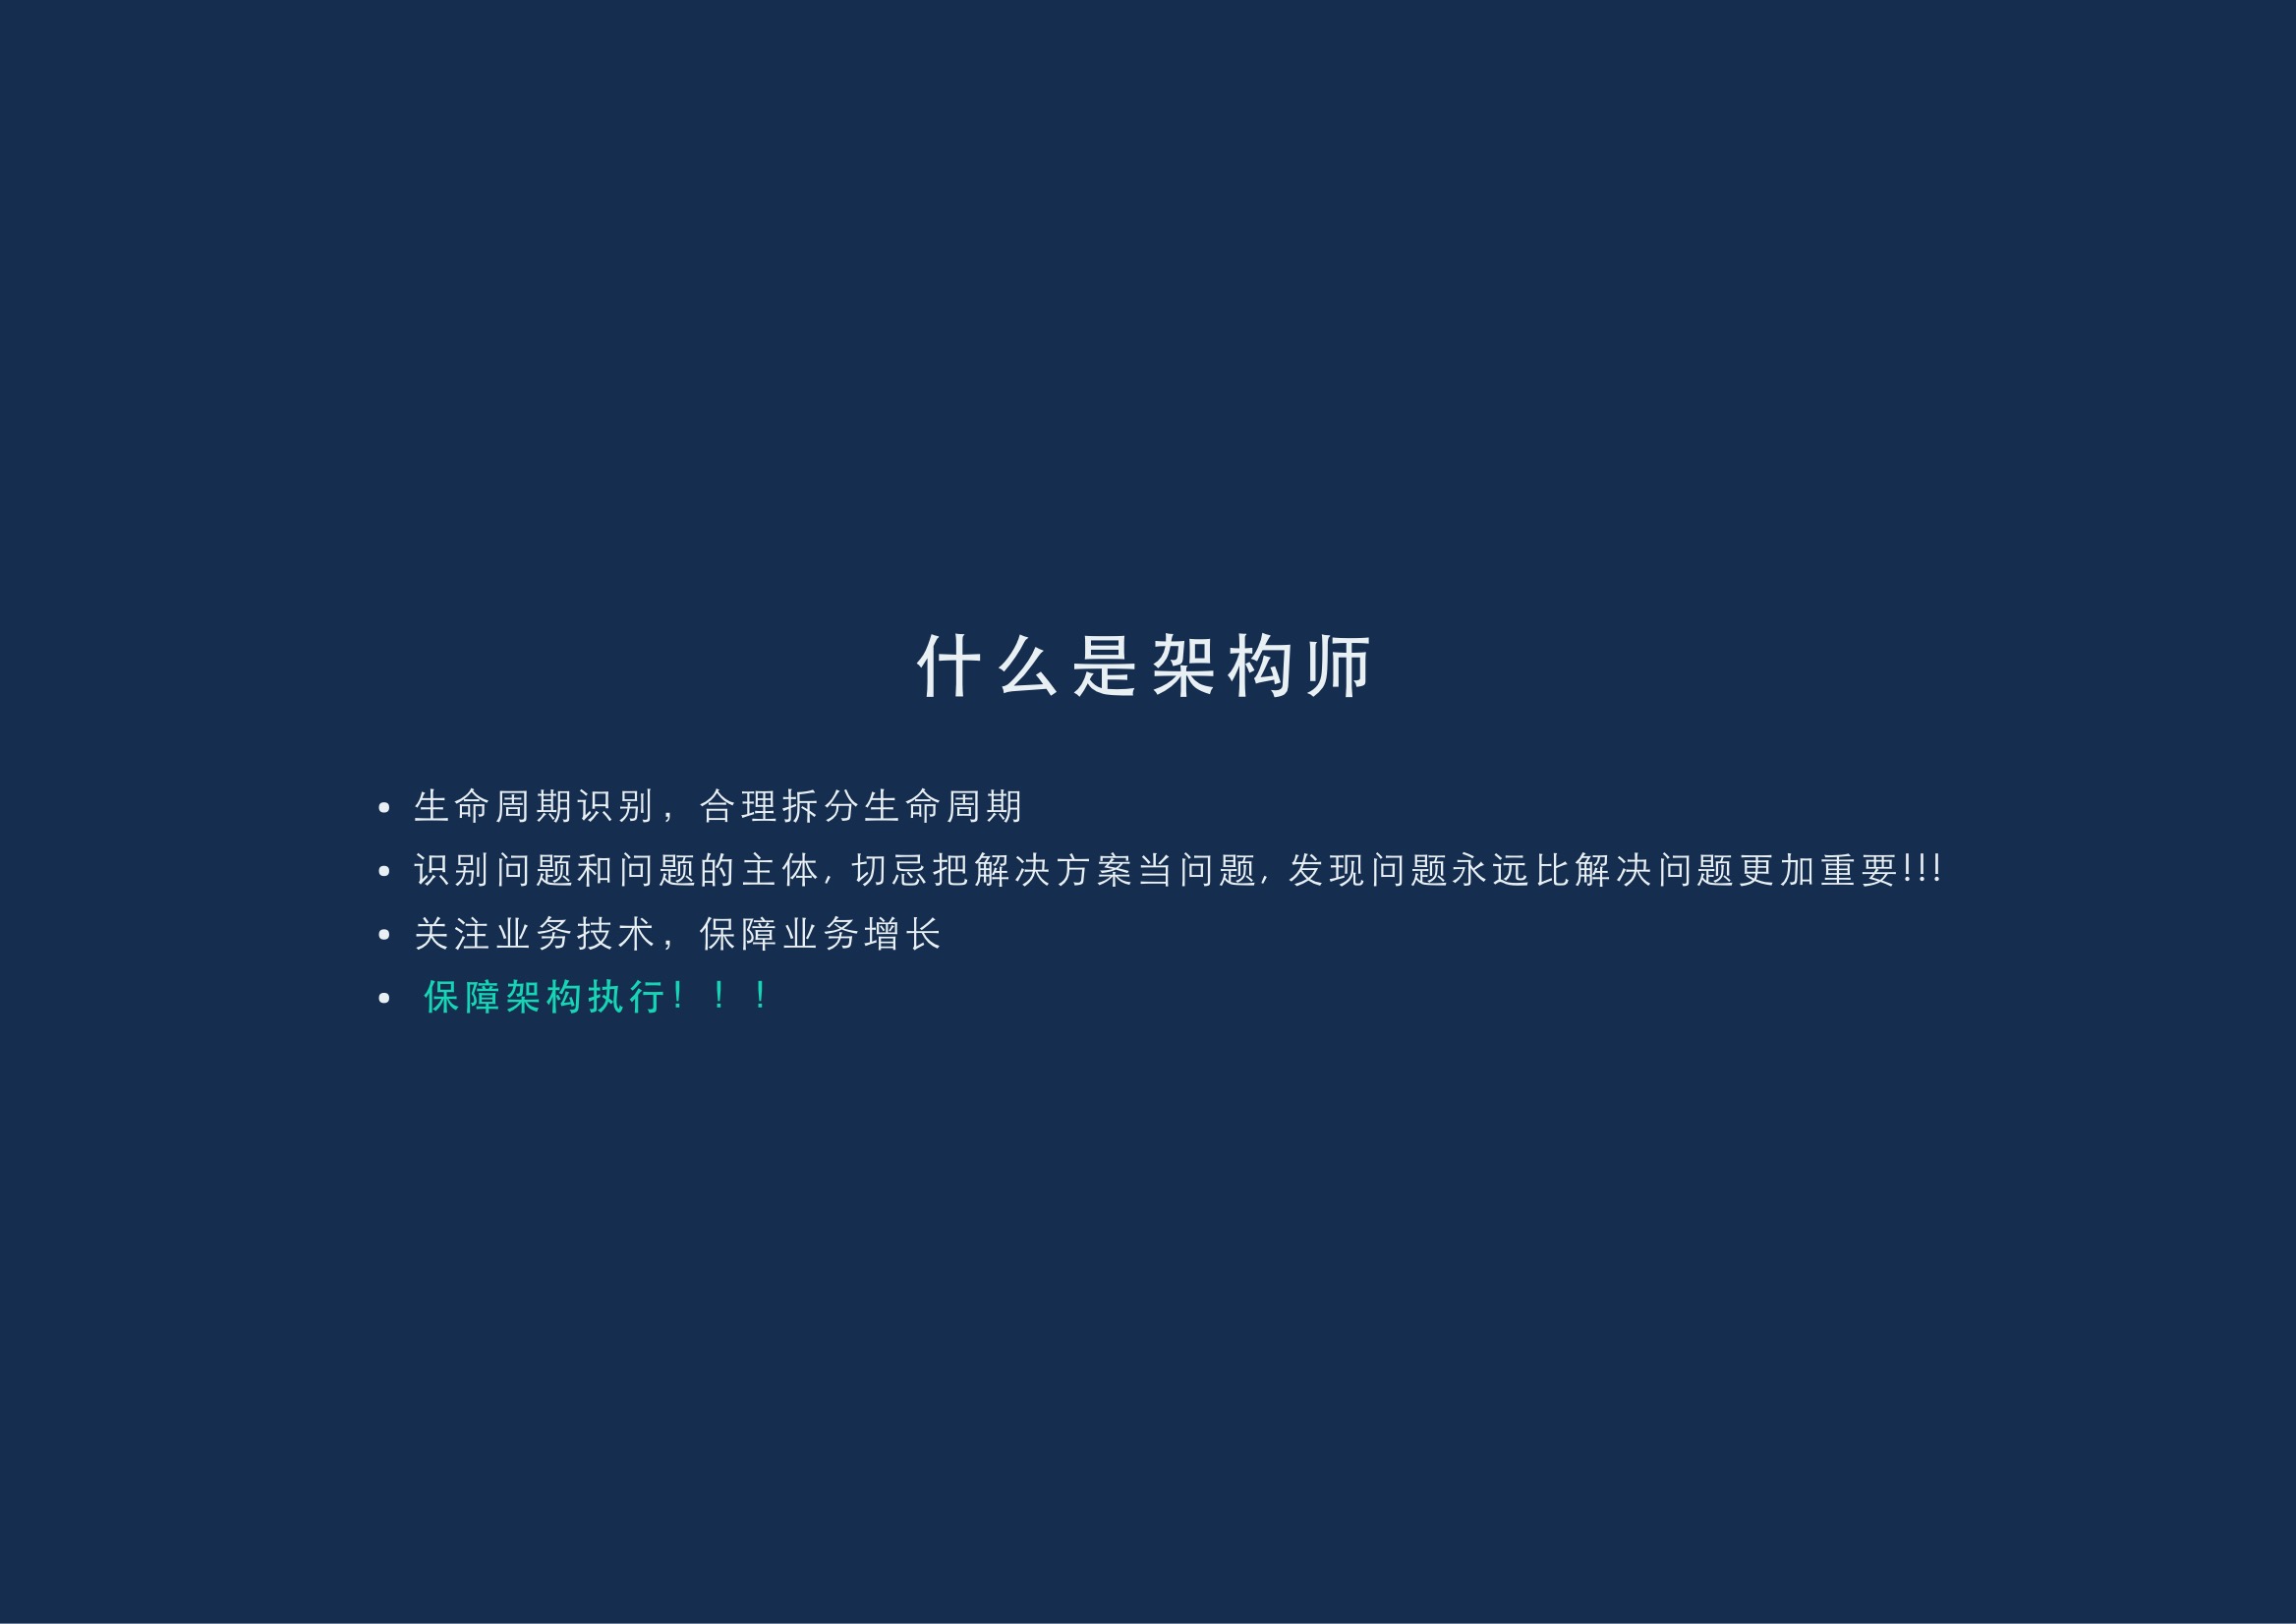 什么是架构师
• 生命周期识别，合理拆分生命周期
• 识别问题和问题的主体, 切忌把解决方案当问题, 发现问题永远比解决问题更加重要!!!
• 关注业务技术，保障业务增长
• 保障架构执行！！！